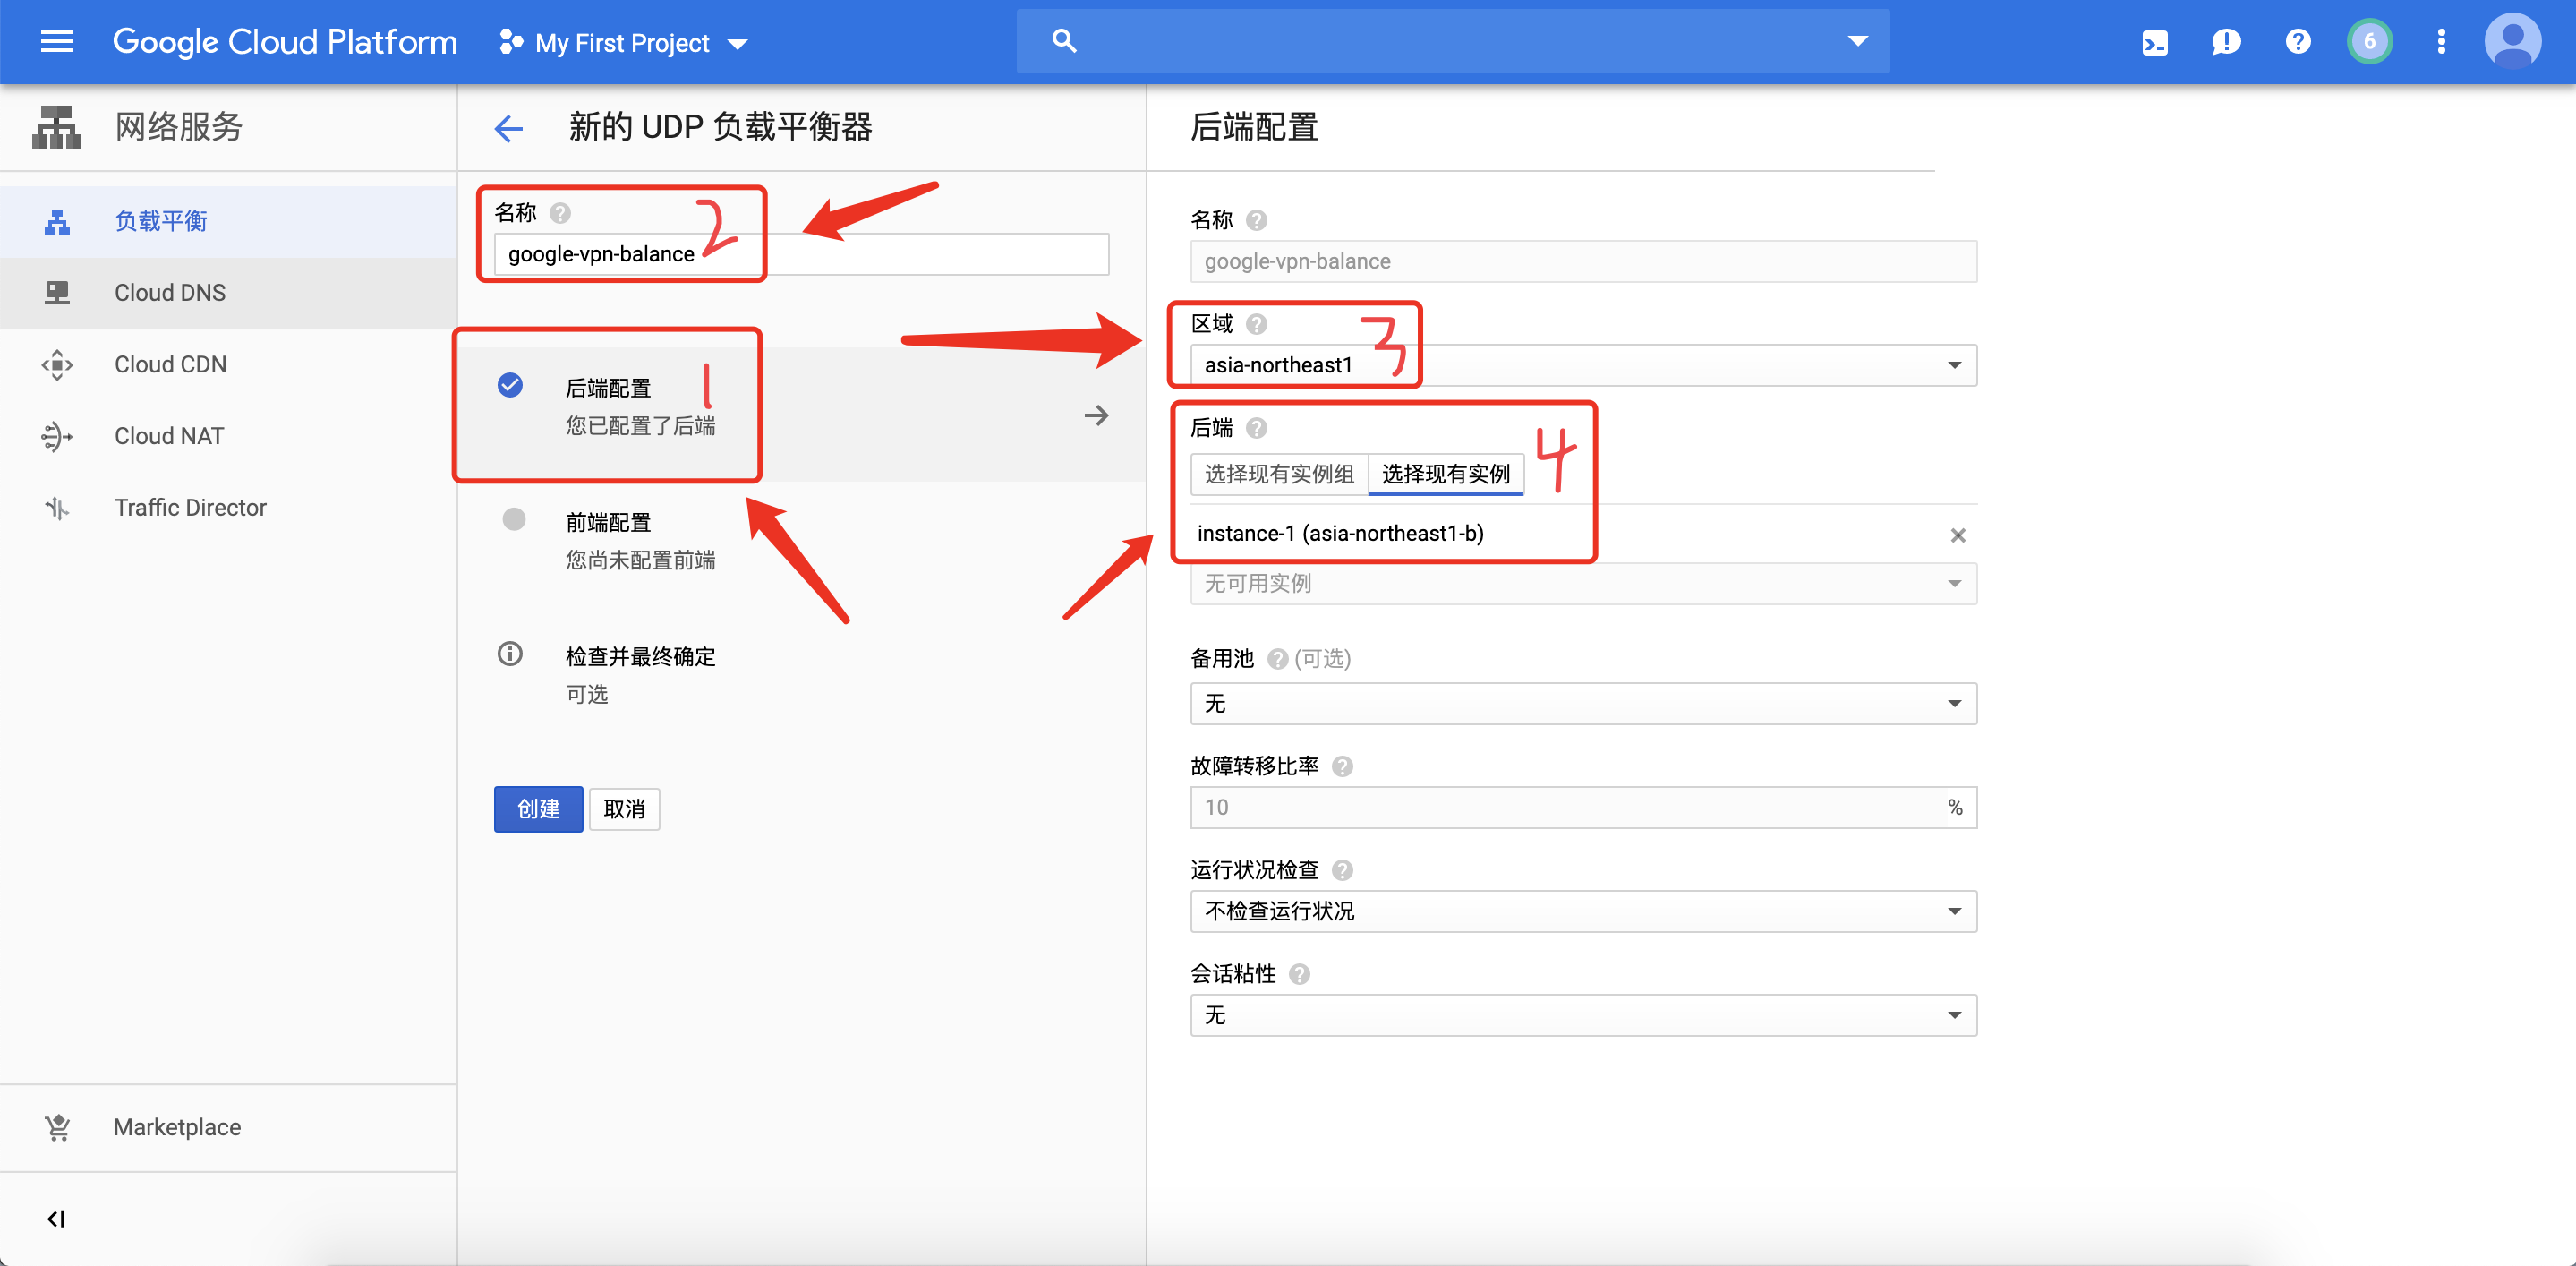 Google Cloud Platform
My First Project
6
网络服务
负载平衡
Cloud DNS
Cloud CDN
Cloud NAT
Traffic Director
Marketplace
新的 UDP 负载平衡器
名称
2
google-vpn-balance
后端配置
1
您已配置了后端
前端配置
您尚未配置前端
检查并最终确定
可选
创建
取消
后端配置
名称
google-vpn-balance
区域
3
asia-northeast1
后端
4
选择现有实例组
选择现有实例
instance-1 (asia-northeast1-b)
无可用实例
备用池 (可选)
无
故障转移比率
10 %
运行状况检查
不检查运行状况
会话粘性
无